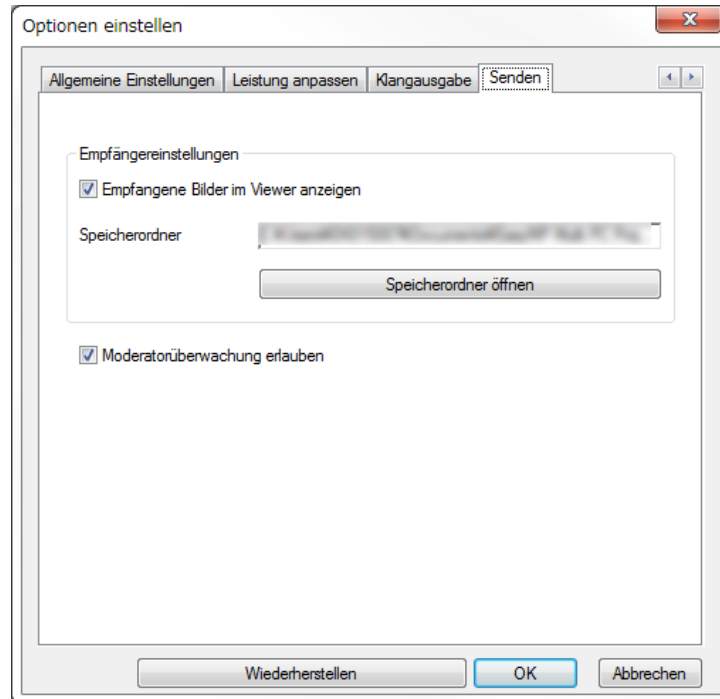 Optionen einstellen
Allgemeine Einstellungen Leistung anpassen Klangausgabe Senden
Empfängereinstellungen
Empfangene Bilder im Viewer anzeigen
Speicherordner
Speicherordner öffnen
Moderatorüberwachung erlauben
Wiederherstellen OK Abbrechen